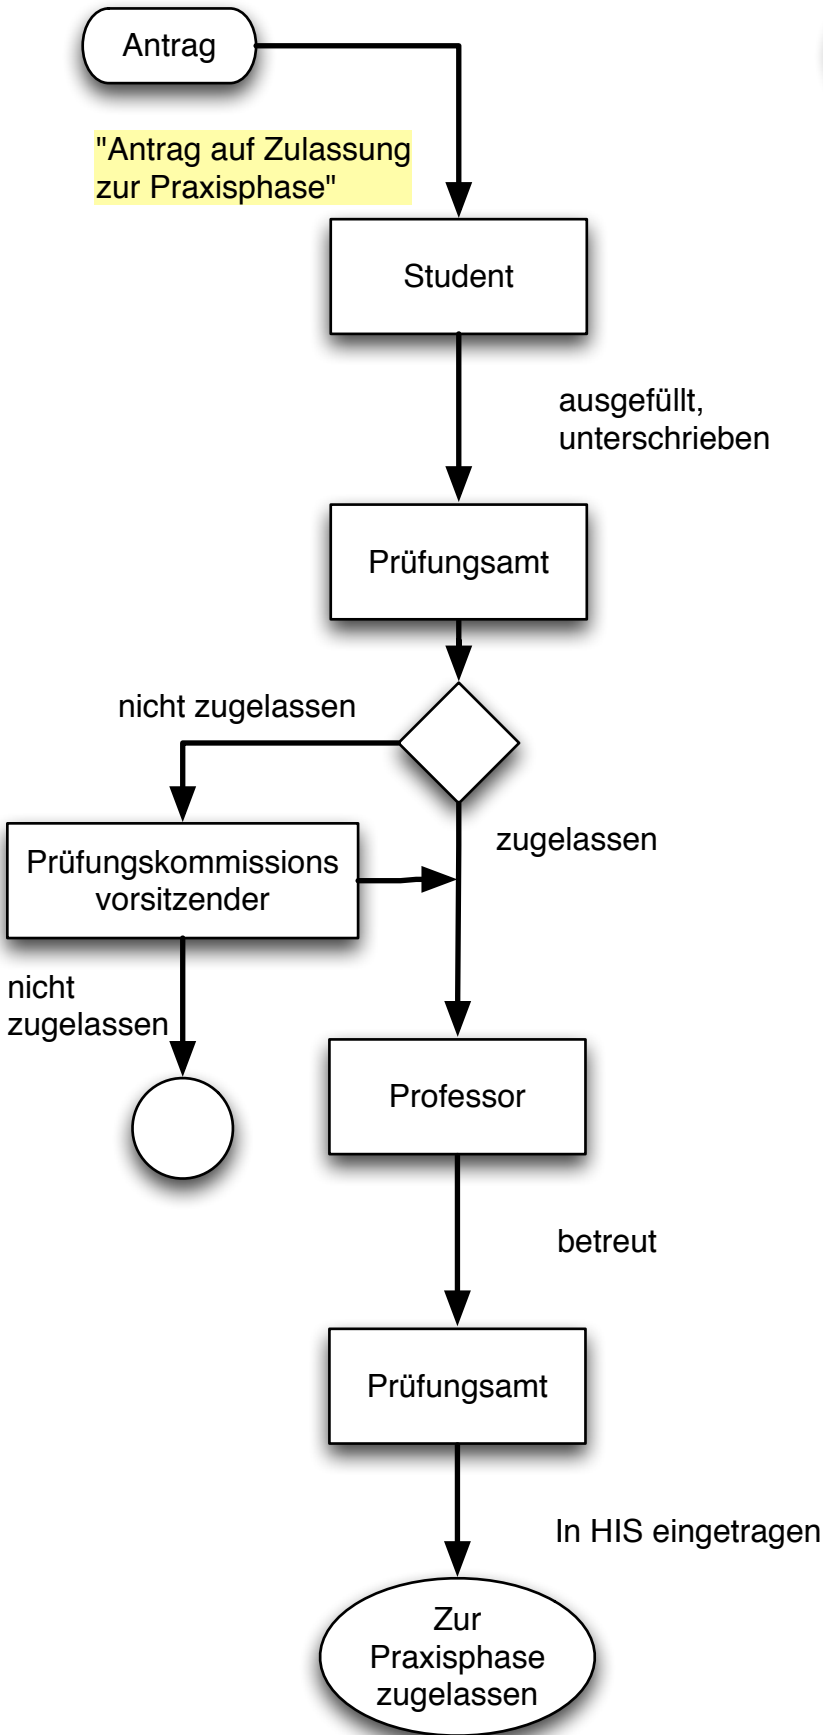 Antrag
"Antrag auf Zulassung
zur Praxisphase"
Student
ausgefüllt,
unterschrieben
Prüfungsamt
nicht zugelassen
zugelassen
Prüfungskommissions
vorsitzender
nicht
zugelassen
Professor
betreut
Prüfungsamt
In HIS eingetragen
Zur
Praxisphase
zugelassen